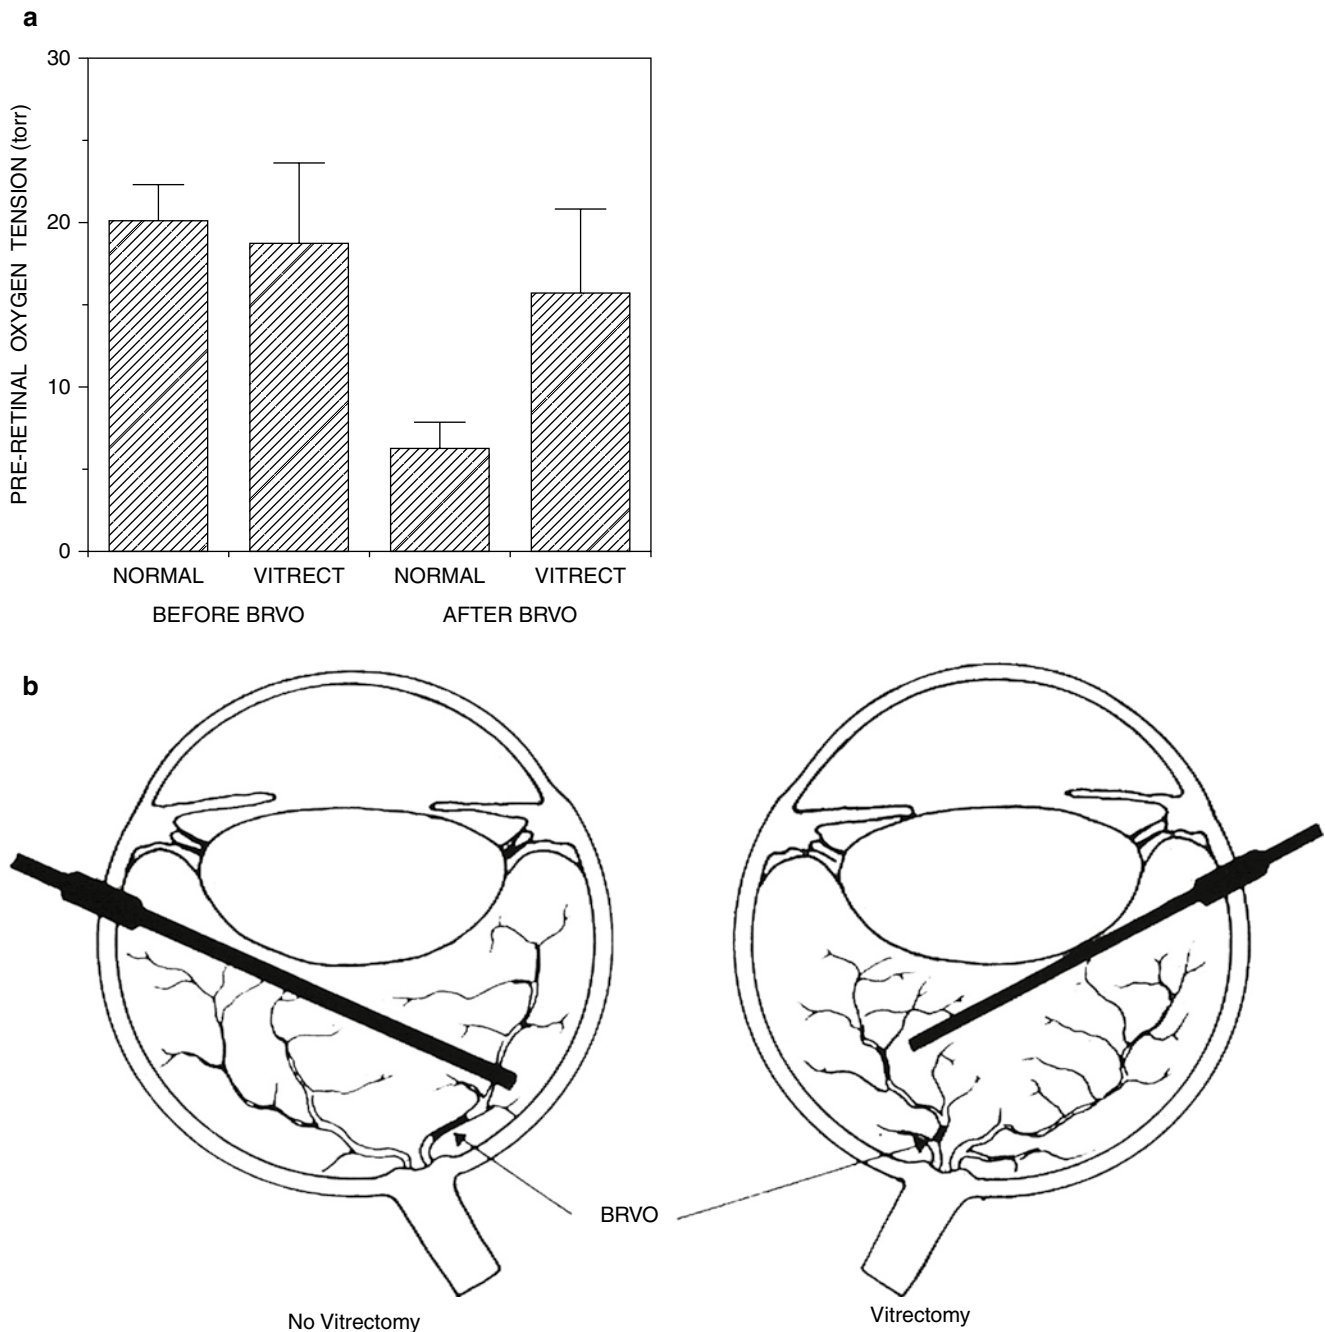 a
PRE-RETINAL OXYGEN TENSION (torr)
30
20
10
0
NORMAL VITRECT NORMAL VITRECT
BEFORE BRVO AFTER BRVO
b
BRVO
No Vitrectomy Vitrectomy